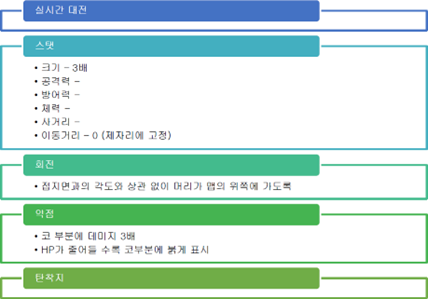 실시간 대전
스탯
• 크기 – 3배
• 공격력 –
• 방어력 –
• 체력 –
• 사거리 –
• 이동거리 – 0 (제자리에 고정)
회전
• 접지면과의 각도와 상관 없이 머리가 맵의 위쪽에 가도록
약점
• 코 부분에 데미지 3배
• HP가 줄어들 수록 코부분에 붉게 표시
탄착지